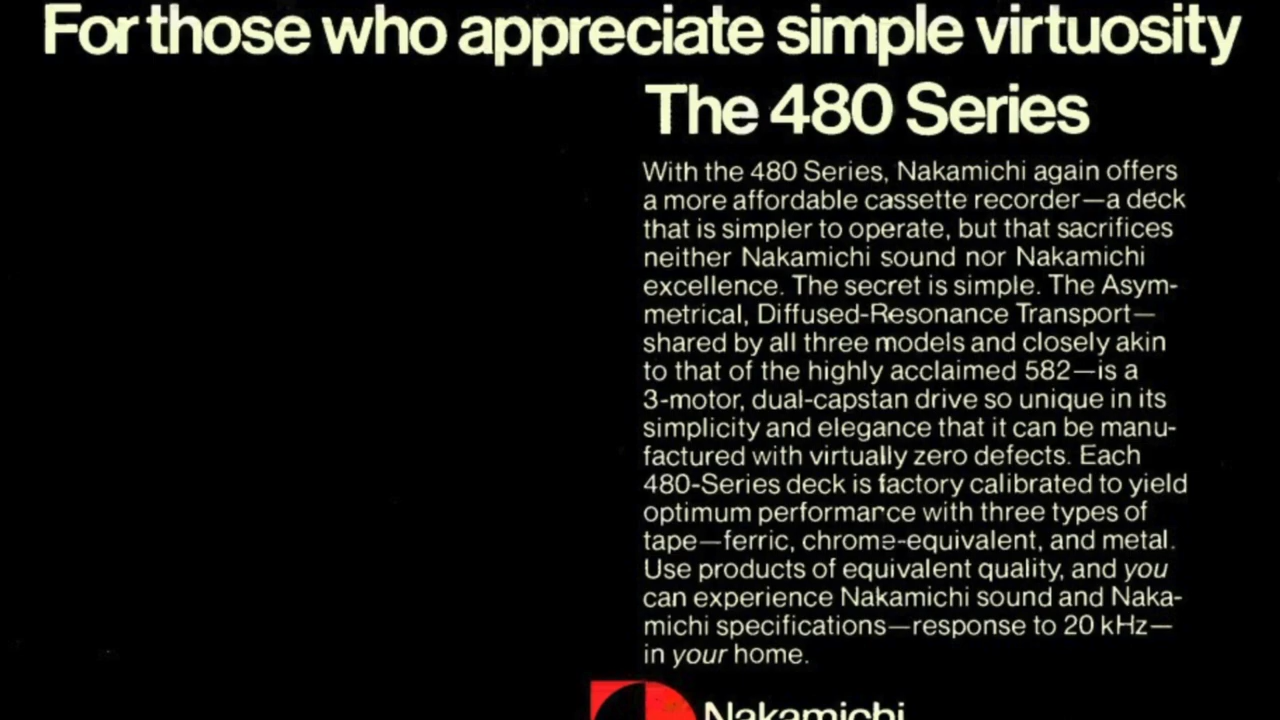 For those who appreciate simple virtuosity
The 480 Series
With the 480 Series, Nakamichi again offers
a more affordable cassette recorder—a deck
that is simpler to operate, but that sacrifices
neither Nakamichi sound nor Nakamichi
excellence. The secret is simple. The Asym-
metrical, Diffused-Resonance Transport—
shared by all three models and closely akin
to that of the highly acclaimed 582—is a
3-motor, dual-capstan drive so unique in its
simplicity and elegance that it can be manu-
factured with virtually zero defects. Each
480-Series deck is factory calibrated to yield
optimum performance with three types of
tape—ferric, chrome-equivalent, and metal.
Use products of equivalent quality, and you
can experience Nakamichi sound and Naka-
michi specifications—response to 20 kHz—
in your home.
Nakamichi